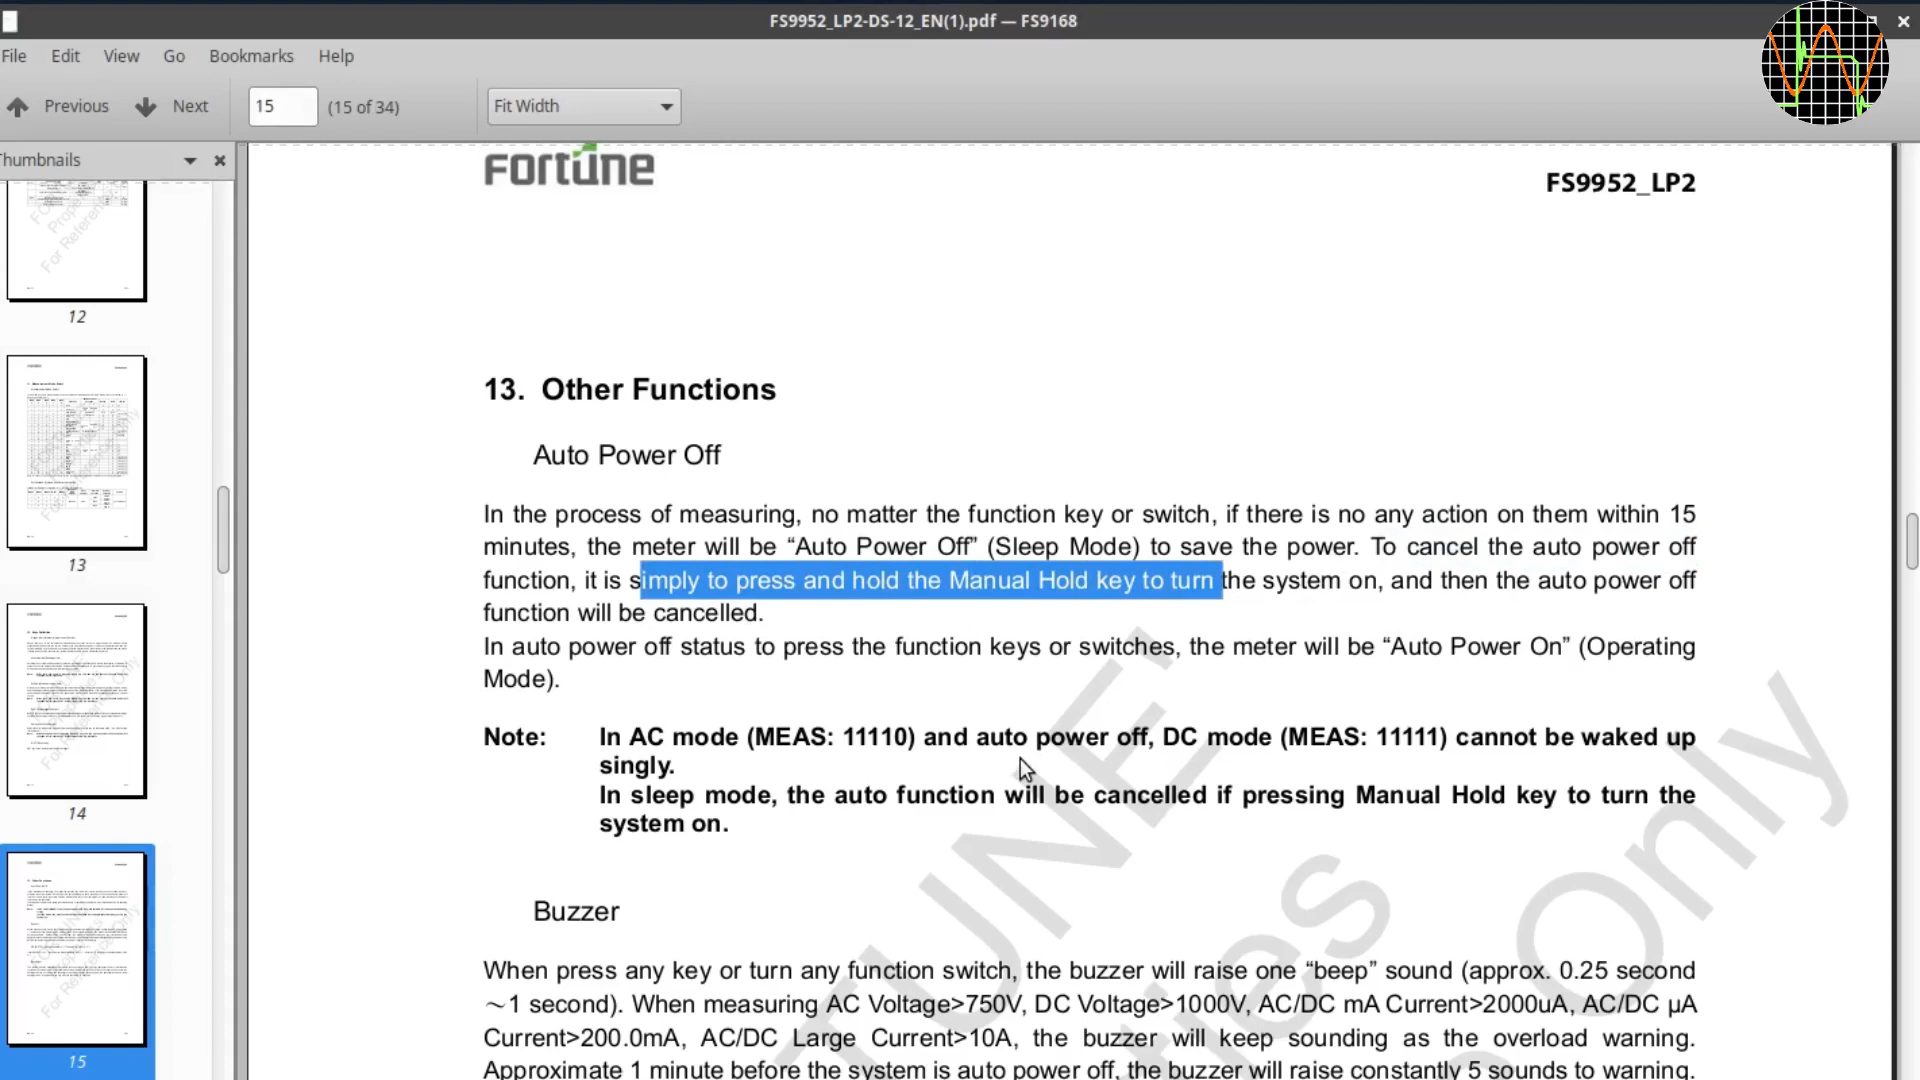 FS9952_LP2-DS-12_EN(1).pdf — FS9168
File Edit View Go Bookmarks Help
Previous Next 15 (15 of 34) Fit Width
Thumbnails
12
13
14
15
FORTUNE
FS9952_LP2
13. Other Functions
Auto Power Off
In the process of measuring, no matter the function key or switch, if there is no any action on them within 15
minutes, the meter will be “Auto Power Off” (Sleep Mode) to save the power. To cancel the auto power off
function, it is simply to press and hold the Manual Hold key to turn the system on, and then the auto power off
function will be cancelled.
In auto power off status to press the function keys or switches, the meter will be “Auto Power On” (Operating
Mode).
Note: In AC mode (MEAS: 11110) and auto power off, DC mode (MEAS: 11111) cannot be waked up
singly.
In sleep mode, the auto function will be cancelled if pressing Manual Hold key to turn the
system on.
Buzzer
When press any key or turn any function switch, the buzzer will raise one “beep” sound (approx. 0.25 second
～1 second). When measuring AC Voltage>750V, DC Voltage>1000V, AC/DC mA Current>2000uA, AC/DC µA
Current>200.0mA, AC/DC Large Current>10A, the buzzer will keep sounding as the overload warning.
Approximate 1 minute before the system is auto power off, the buzzer will raise constantly 5 sounds to warning.
TUNE'
ties
Only